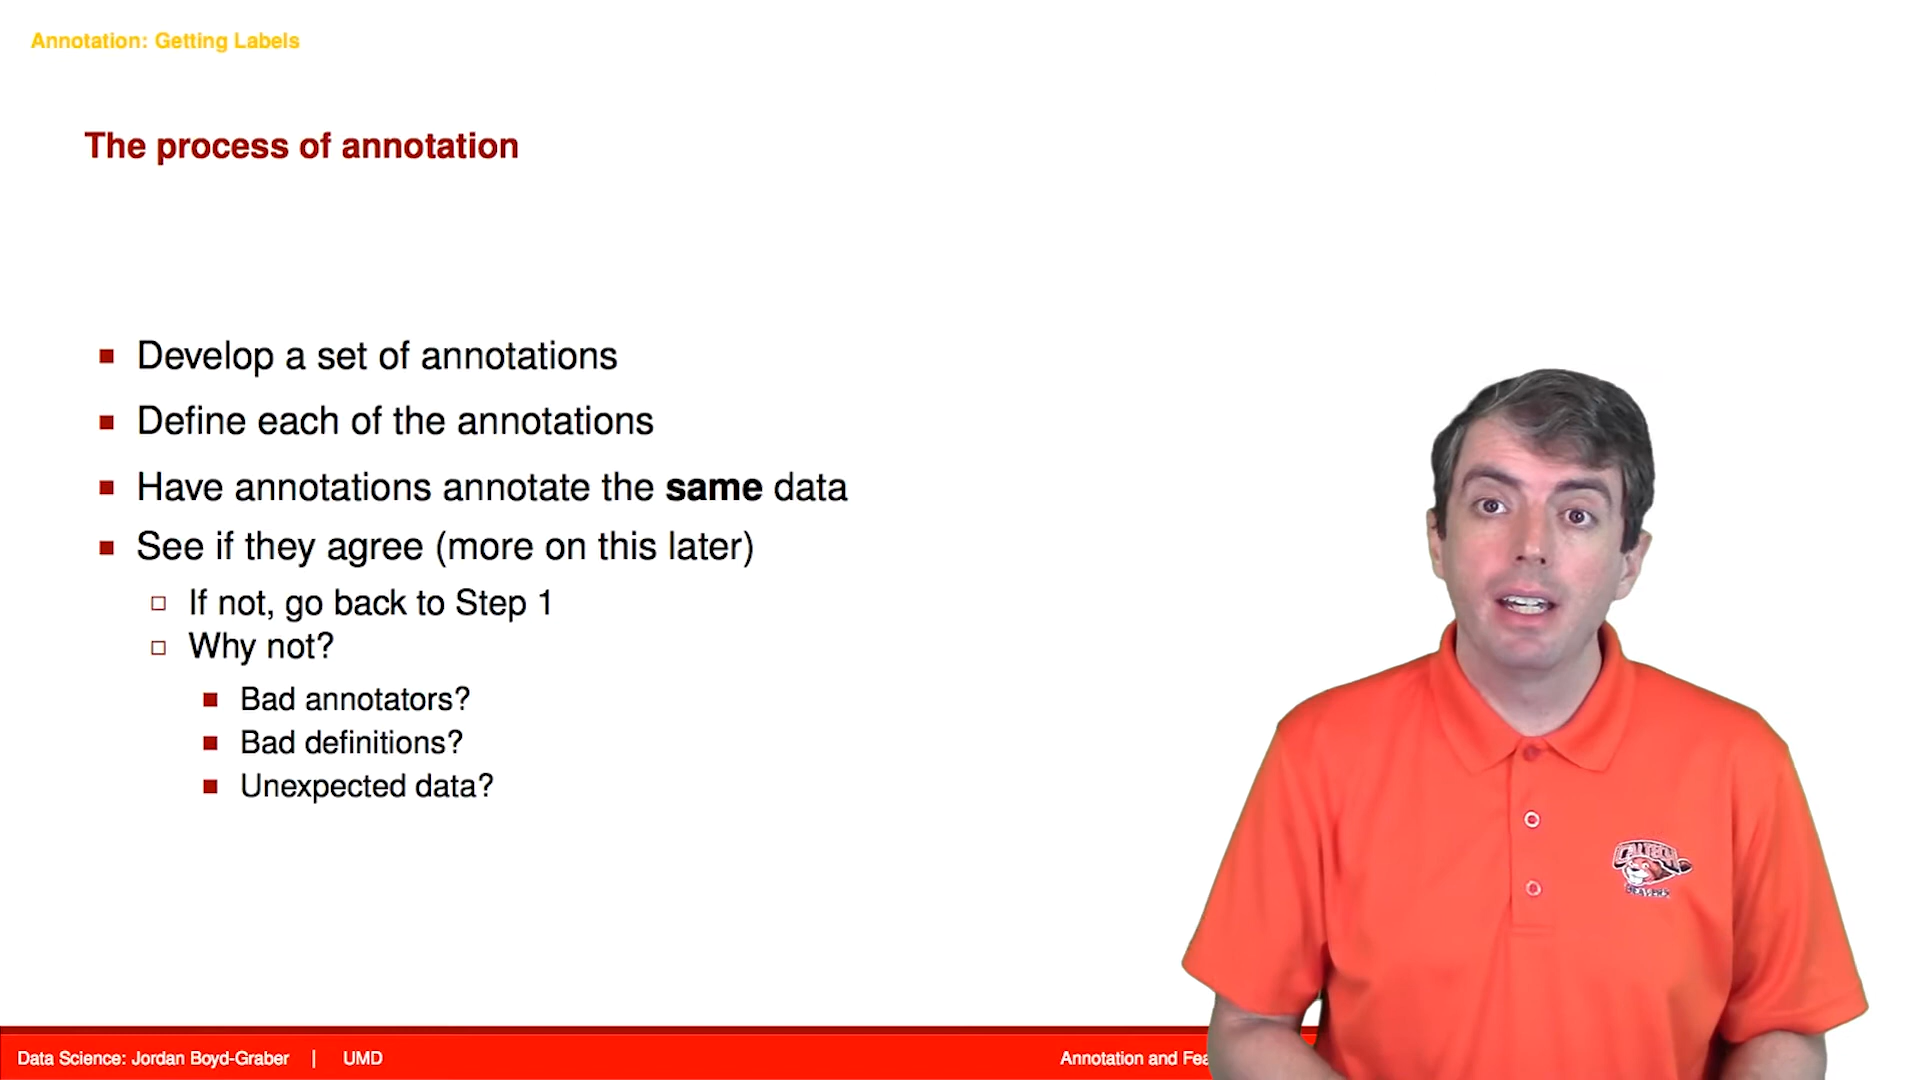 Annotation: Getting Labels
The process of annotation
Develop a set of annotations
Define each of the annotations
Have annotations annotate the same data
See if they agree (more on this later)
If not, go back to Step 1
Why not?
Bad annotators?
Bad definitions?
Unexpected data?
CALTECH
BEAVERS
Data Science: Jordan Boyd-Graber | UMD
Annotation and